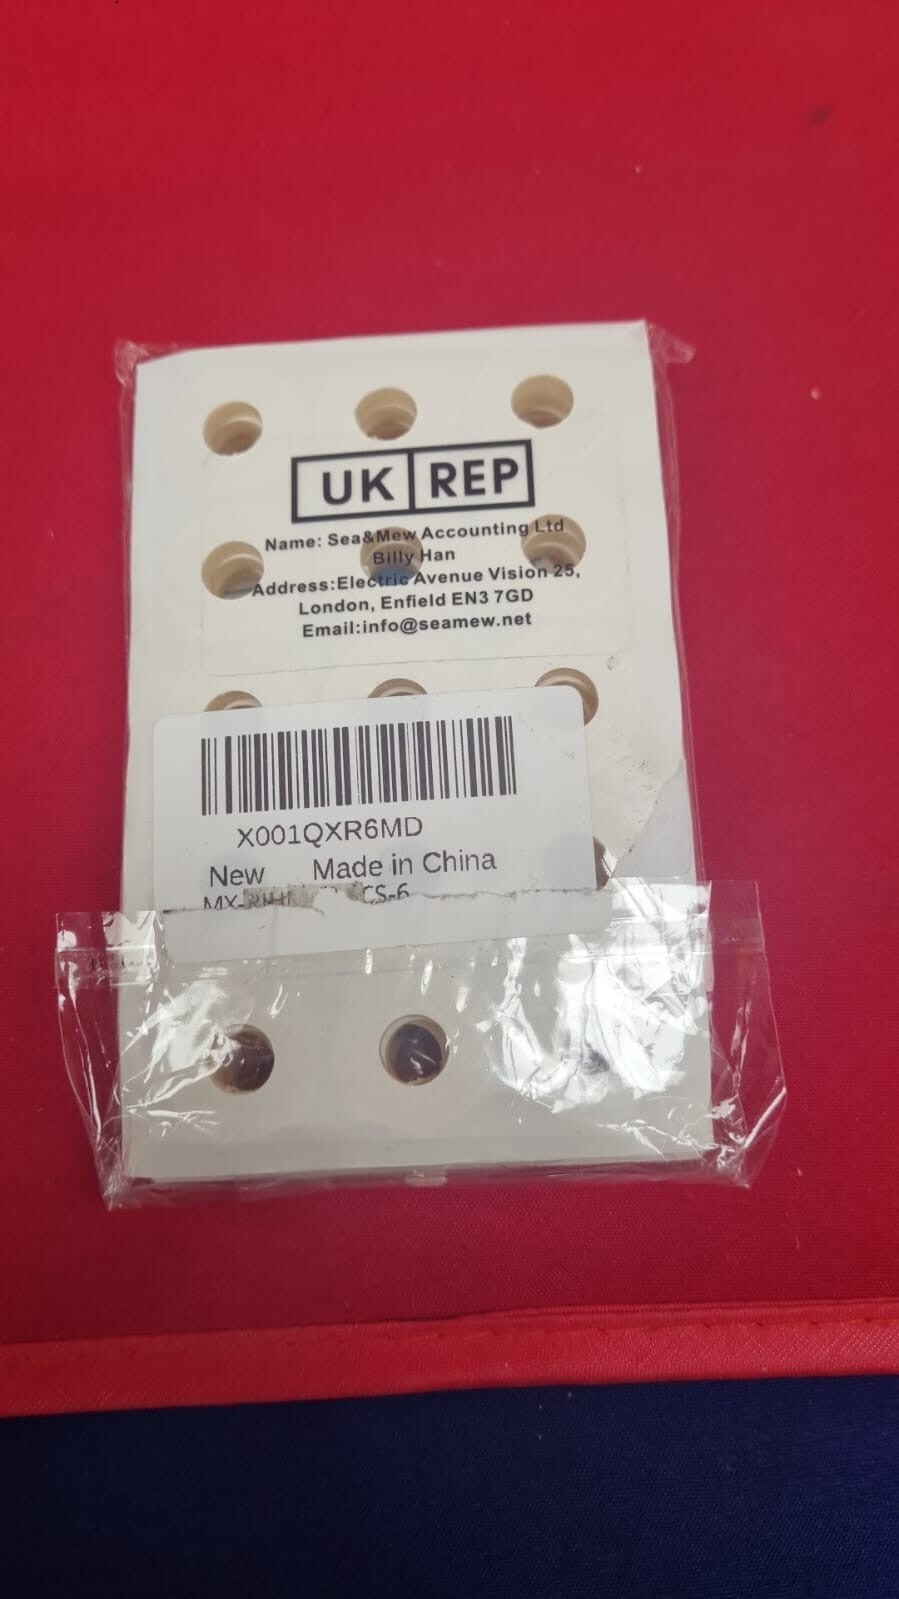 UK REP
Name: Sea&Mew Accounting Ltd
Billy Han
Address:Electric Avenue Vision 25,
London, Enfield EN3 7GD
Email:info@seamew.net
X001QXR6MD
New Made in China